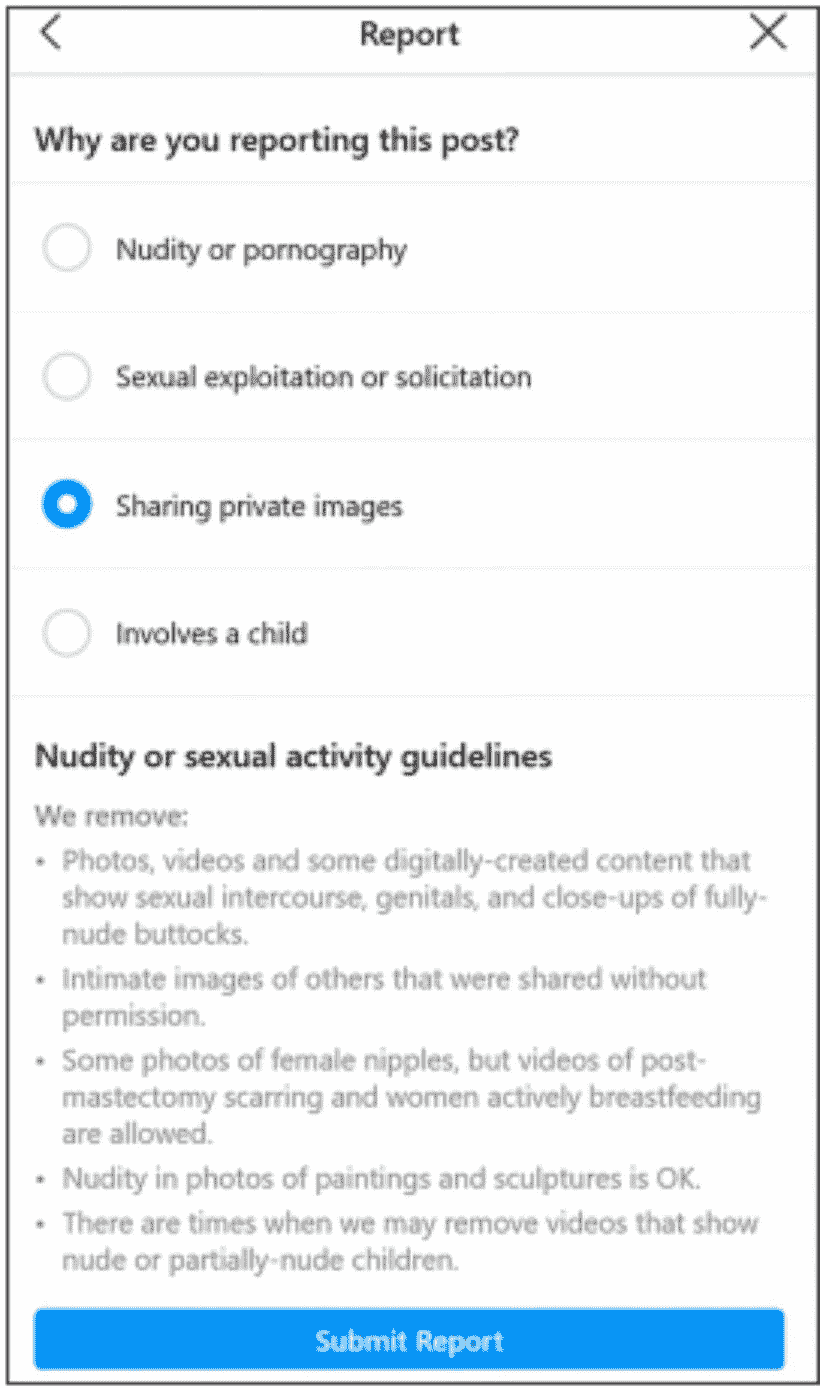 Report
Why are you reporting this post?
Nudity or pornography
Sexual exploitation or solicitation
Sharing private images
Involves a child
Nudity or sexual activity guidelines
We remove:
• Photos, videos and some digitally-created content that
show sexual intercourse, genitals, and close-ups of fully-
nude buttocks.
• Intimate images of others that were shared without
permission.
• Some photos of female nipples, but videos of post-
mastectomy scarring and women actively breastfeeding
are allowed.
• Nudity in photos of paintings and sculptures is OK.
• There are times when we may remove videos that show
nude or partially-nude children.
Submit Report